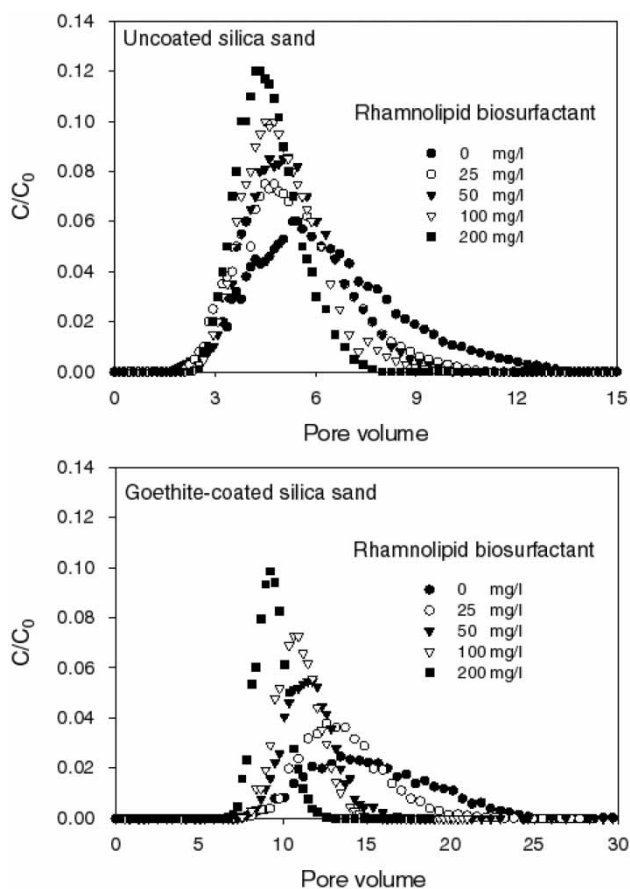 0.14
Uncoated silica sand
0.12
0.10
Rhamnolipid biosurfactant
0.08
0 mg/l
25 mg/l
0.06
50 mg/l
100 mg/l
0.04
200 mg/l
0.02
0.00
C/C₀
0 3 6 9 12 15
Pore volume
0.14
Goethite-coated silica sand
0.12
Rhamnolipid biosurfactant
0.10
0 mg/l
0.08
25 mg/l
50 mg/l
0.06
100 mg/l
200 mg/l
0.04
0.02
0.00
C/C₀
0 5 10 15 20 25 30
Pore volume